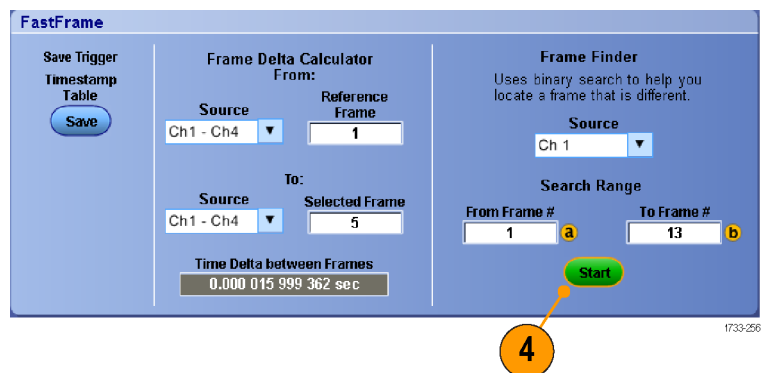 FastFrame
Save Trigger
Timestamp
Table
Save
Frame Delta Calculator
From:
Source
Reference
Frame
Ch1 - Ch4
1
To:
Source
Selected Frame
Ch1 - Ch4
5
Time Delta between Frames
0.000 015 999 362 sec
Frame Finder
Uses binary search to help you
locate a frame that is different.
Source
Ch 1
Search Range
From Frame #
To Frame #
1
a
13
b
Start
4
1733-256